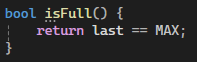 bool isFull() {
    return last == MAX;
}